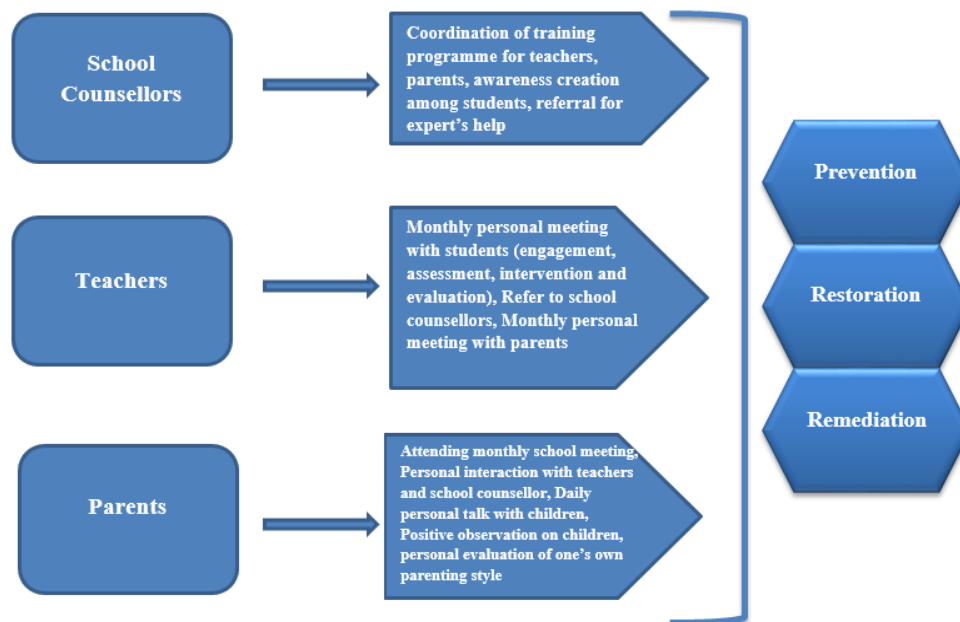 School
Counsellors
Coordination of training
programme for teachers,
parents, awareness creation
among students, referral for
expert’s help
Teachers
Monthly personal meeting
with students (engagement,
assessment, intervention and
evaluation), Refer to school
counsellors, Monthly personal
meeting with parents
Parents
Attending monthly school meeting,
Personal interaction with teachers
and school counsellor, Daily
personal talk with children,
Positive observation on children,
personal evaluation of one’s own
parenting style
Prevention
Restoration
Remediation